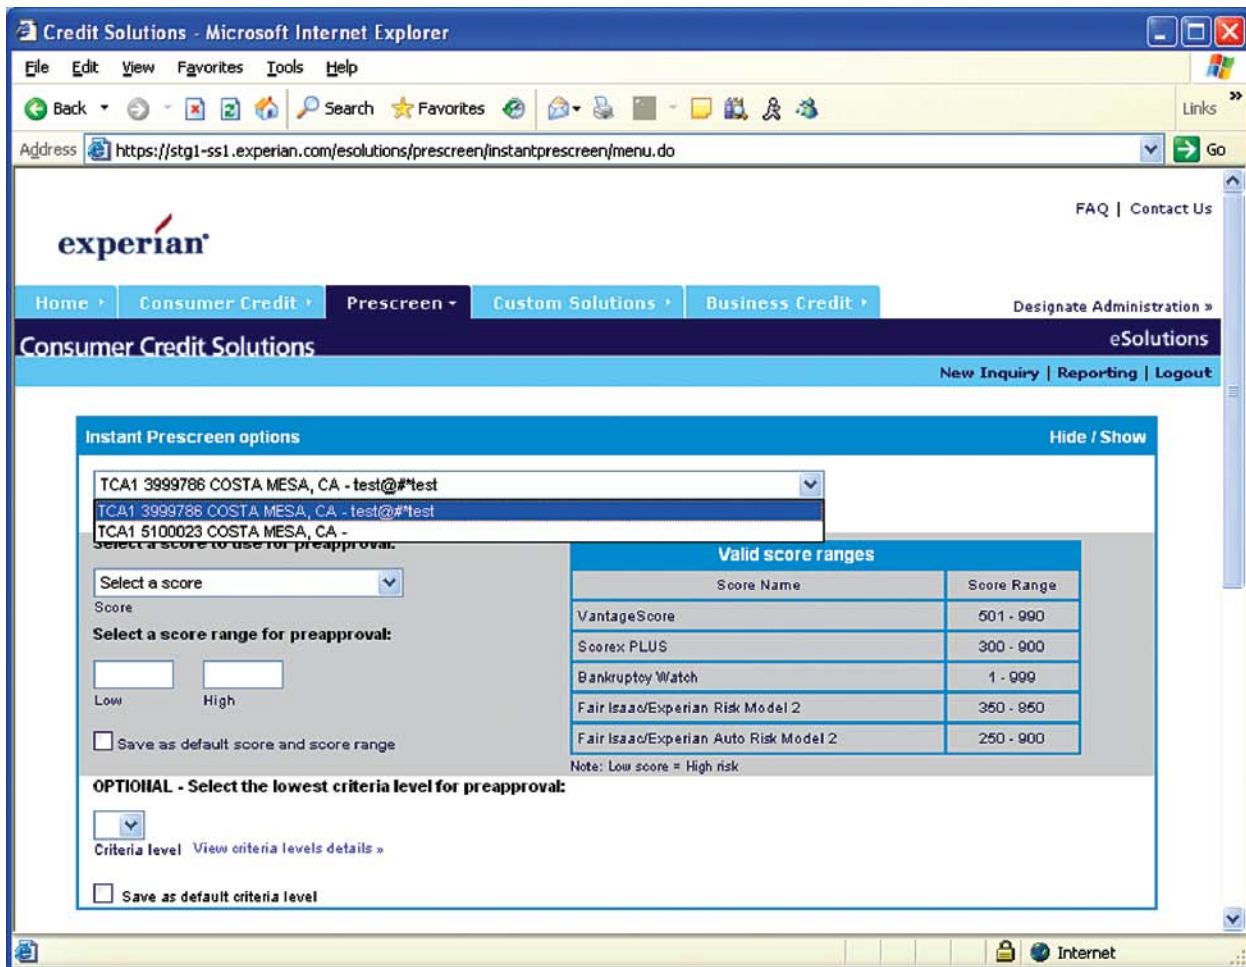 Credit Solutions - Microsoft Internet Explorer
File Edit View Favorites Tools Help
Back Search Favorites Links »
Address https://stg1-ss1.experian.com/esolutions/prescreen/instantprescreen/menu.do Go
FAQ | Contact Us
experian
Home Consumer Credit Prescreen Custom Solutions Business Credit Designate Administration »
Consumer Credit Solutions eSolutions
New Inquiry | Reporting | Logout
Instant Prescreen options Hide / Show
TCA1 3999786 COSTA MESA, CA - test@#*test
TCA1 3999786 COSTA MESA, CA - test@#*test
TCA1 5100023 COSTA MESA, CA -
Select a score to use for preapproval:
Select a score
Score
Select a score range for preapproval:
Low High
Save as default score and score range
Valid score ranges
Score Name Score Range
VantageScore 501 - 990
Scorex PLUS 300 - 900
Bankruptcy Watch 1 - 999
Fair Isaac/Experian Risk Model 2 350 - 850
Fair Isaac/Experian Auto Risk Model 2 250 - 900
Note: Low score = High risk
OPTIONAL - Select the lowest criteria level for preapproval:
Criteria level View criteria levels details »
Save as default criteria level
Internet